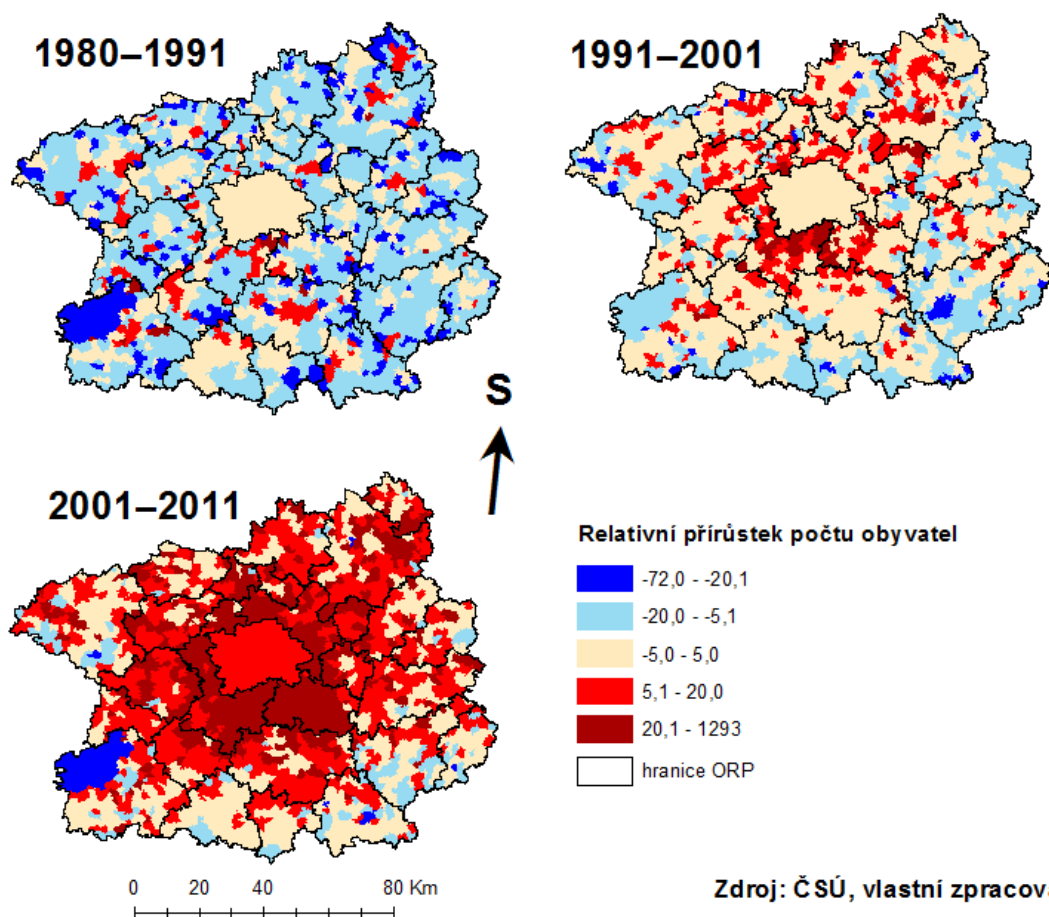 1980–1991
1991–2001
S
2001–2011
Relativní přírůstek počtu obyvatel
-72,0 - -20,1
-20,0 - -5,1
-5,0 - 5,0
5,1 - 20,0
20,1 - 1293
hranice ORP
0 20 40 80 Km
Zdroj: ČSÚ, vlastní zpracová